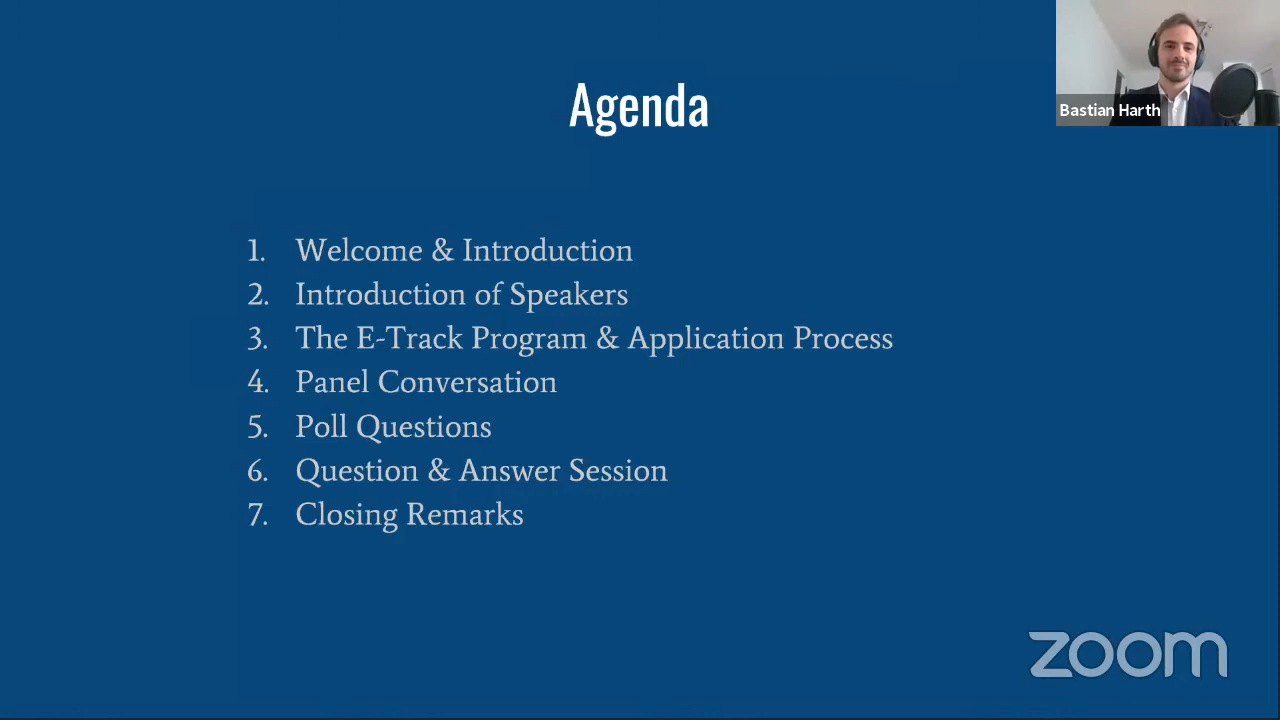 Agenda
Bastian Harth
1. Welcome & Introduction
2. Introduction of Speakers
3. The E-Track Program & Application Process
4. Panel Conversation
5. Poll Questions
6. Question & Answer Session
7. Closing Remarks
zoom